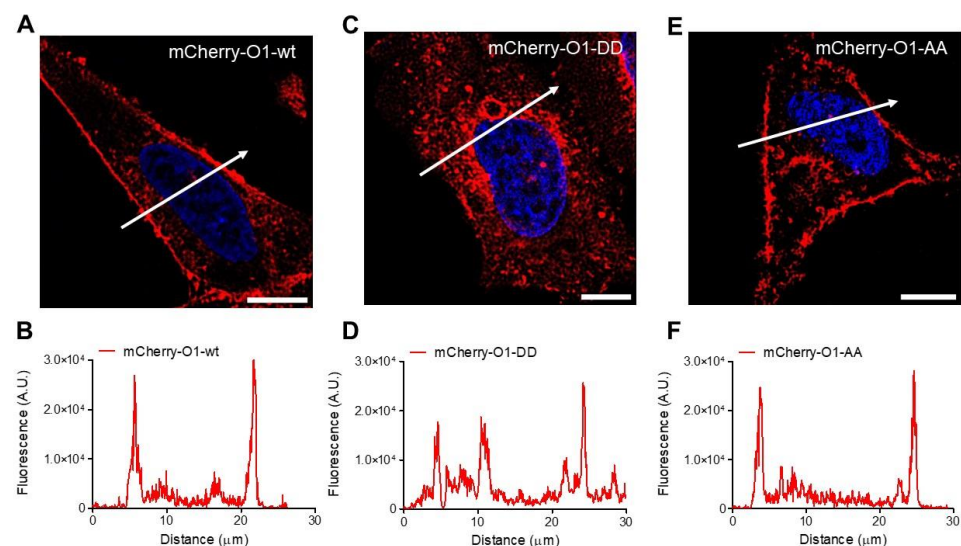 A
mCherry-O1-wt
C
mCherry-O1-DD
E
mCherry-O1-AA
B
mCherry-O1-wt
3.0×10⁴
2.0×10⁴
1.0×10⁴
0
Fluorescence (A.U.)
0 10 20 30
Distance (μm)
D
mCherry-O1-DD
3.0×10⁴
2.0×10⁴
1.0×10⁴
0
Fluorescence (A.U.)
0 10 20 30
Distance (μm)
F
mCherry-O1-AA
3.0×10⁴
2.0×10⁴
1.0×10⁴
0
Fluorescence (A.U.)
0 10 20 30
Distance (μm)